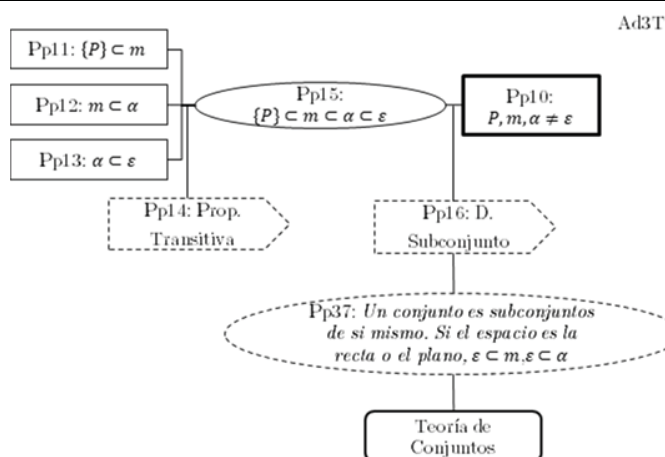 Ad3T
Pp11: {P} ⊂ m
Pp12: m ⊂ α
Pp13: α ⊂ ε
Pp15:
{P} ⊂ m ⊂ α ⊂ ε
Pp10:
P, m, α ≠ ε
Pp14: Prop.
Transitiva
Pp16: D.
Subconjunto
Pp37: Un conjunto es subconjuntos
de si mismo. Si el espacio es la
recta o el plano, ε ⊂ m, ε ⊂ α
Teoría de
Conjuntos